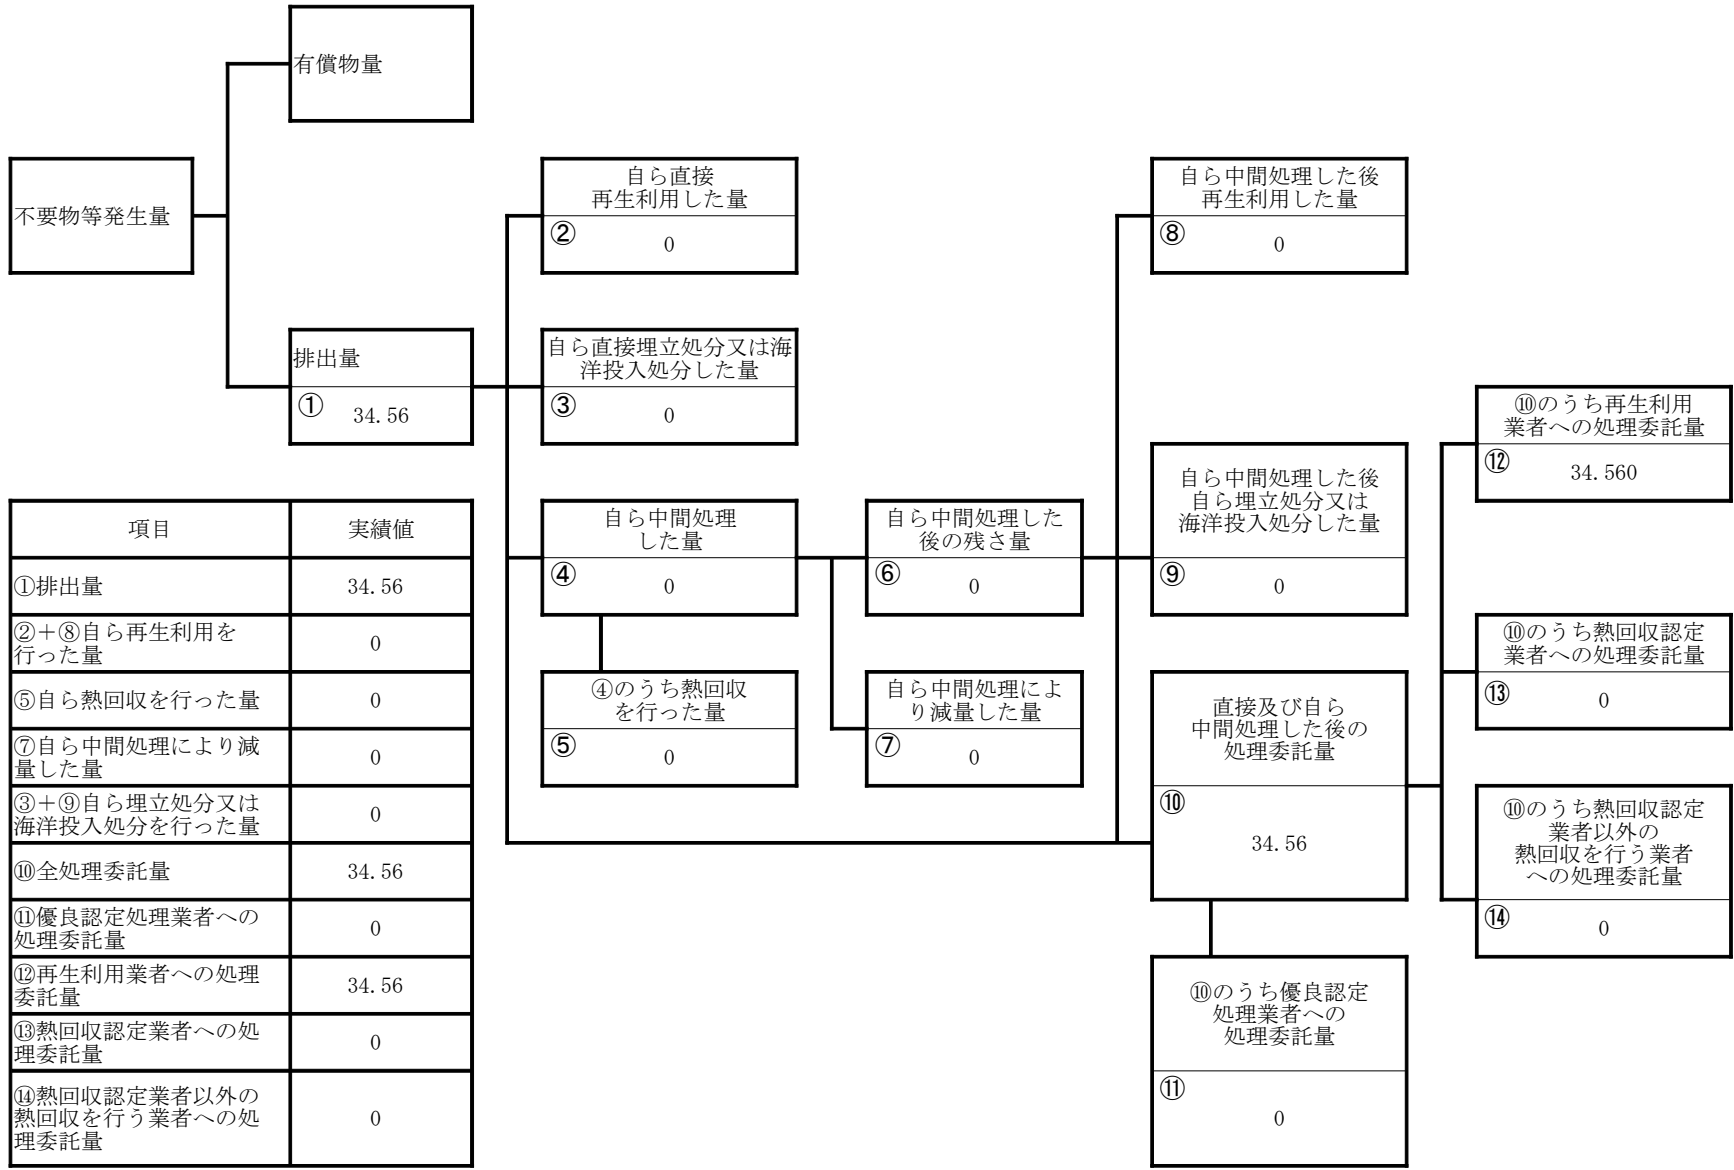 有償物量
不要物等発生量
排出量
①
34.56
自ら直接
再生利用した量
②
0
自ら直接埋立処分又は海
洋投入処分した量
③
0
自ら中間処理
した量
④
0
④のうち熱回収
を行った量
⑤
0
自ら中間処理した
後の残さ量
⑥
0
自ら中間処理によ
り減量した量
⑦
0
自ら中間処理した後
再生利用した量
⑧
0
自ら中間処理した後
自ら埋立処分又は
海洋投入処分した量
⑨
0
直接及び自ら
中間処理した後の
処理委託量
⑩
34.56
⑩のうち優良認定
処理業者への
処理委託量
⑪
0
⑩のうち再生利用
業者への処理委託量
⑫
34.560
⑩のうち熱回収認定
業者への処理委託量
⑬
0
⑩のうち熱回収認定
業者以外の
熱回収を行う業者
への処理委託量
⑭
0
項目 実績値
①排出量 34.56
②+⑧自ら再生利用を
行った量 0
⑤自ら熱回収を行った量 0
⑦自ら中間処理により減
量した量 0
③+⑨自ら埋立処分又は
海洋投入処分を行った量 0
⑩全処理委託量 34.56
⑪優良認定処理業者への
処理委託量 0
⑫再生利用業者への処理
委託量 34.56
⑬熱回収認定業者への処
理委託量 0
⑭熱回収認定業者以外の
熱回収を行う業者への処
理委託量 0